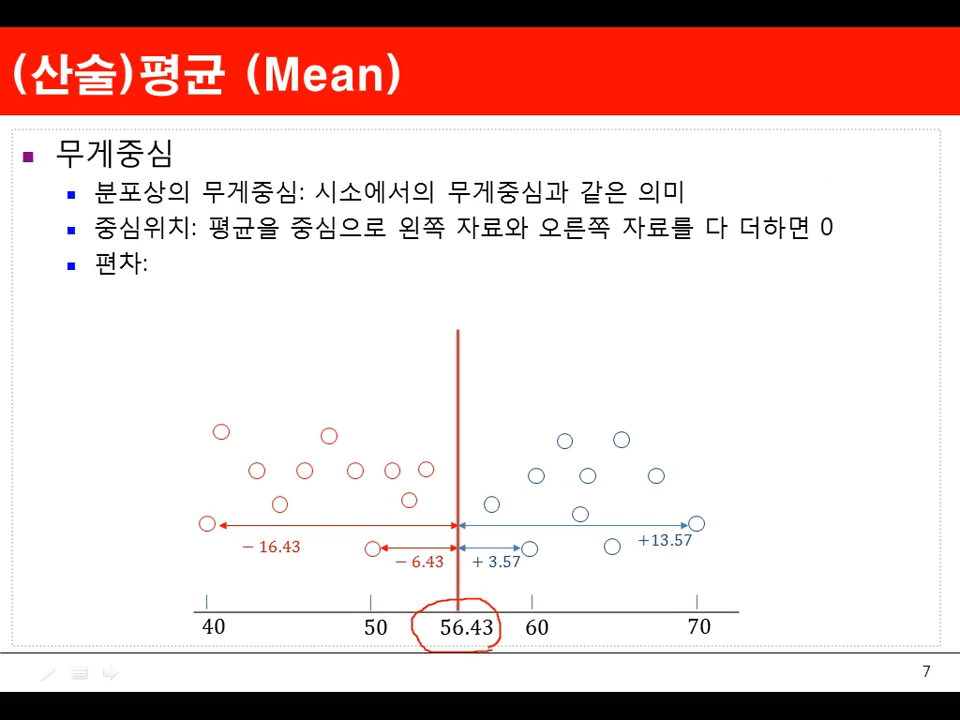 (산술)평균 (Mean)
무게중심
분포상의 무게중심: 시소에서의 무게중심과 같은 의미
중심위치: 평균을 중심으로 왼쪽 자료와 오른쪽 자료를 다 더하면 0
편차:
− 16.43
+13.57
− 6.43
+ 3.57
40
50
56.43
60
70
7